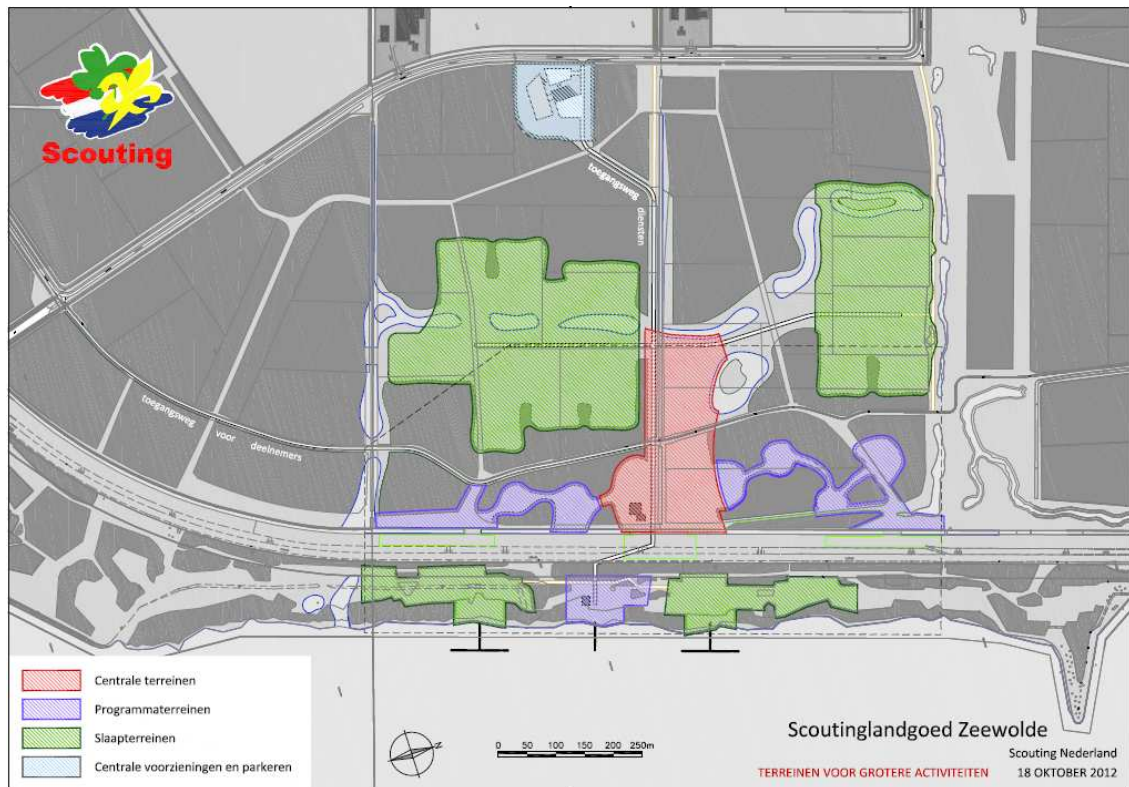 Scouting
toegangsweg
diensten
toegangsweg
voor
deelnemers
Centrale terreinen
Programmaterreinen
Slaapterreinen
Centrale voorzieningen en parkeren
N
0 50 100 150 200 250m
Scoutinglandgoed Zeewolde
Scouting Nederland
TERREINEN VOOR GROTERE ACTIVITEITEN 18 OKTOBER 2012